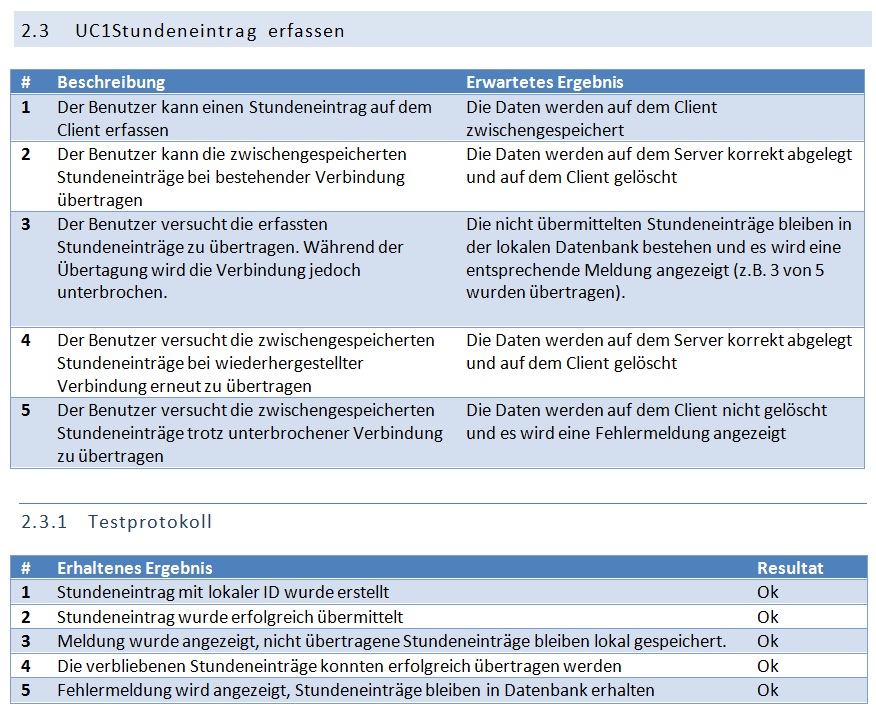 2.3 UC1Stundeneintrag erfassen
# Beschreibung Erwartetes Ergebnis
1 Der Benutzer kann einen Stundeneintrag auf dem Die Daten werden auf dem Client
Client erfassen zwischengespeichert
2 Der Benutzer kann die zwischengespeicherten Die Daten werden auf dem Server korrekt abgelegt
Stundeneinträge bei bestehender Verbindung und auf dem Client gelöscht
übertragen
3 Der Benutzer versucht die erfassten Die nicht übermittelten Stundeneinträge bleiben in
Stundeneinträge zu übertragen. Während der der lokalen Datenbank bestehen und es wird eine
Übertagung wird die Verbindung jedoch entsprechende Meldung angezeigt (z.B. 3 von 5
unterbrochen. wurden übertragen).
4 Der Benutzer versucht die zwischengespeicherten Die Daten werden auf dem Server korrekt abgelegt
Stundeneinträge bei wiederhergestellter und auf dem Client gelöscht
Verbindung erneut zu übertragen
5 Der Benutzer versucht die zwischengespeicherten Die Daten werden auf dem Client nicht gelöscht
Stundeneinträge trotz unterbrochener Verbindung und es wird eine Fehlermeldung angezeigt
zu übertragen
2.3.1 Testprotokoll
# Erhaltenes Ergebnis Resultat
1 Stundeneintrag mit lokaler ID wurde erstellt Ok
2 Stundeneintrag wurde erfolgreich übermittelt Ok
3 Meldung wurde angezeigt, nicht übertragene Stundeneinträge bleiben lokal gespeichert. Ok
4 Die verbliebenen Stundeneinträge konnten erfolgreich übertragen werden Ok
5 Fehlermeldung wird angezeigt, Stundeneinträge bleiben in Datenbank erhalten Ok